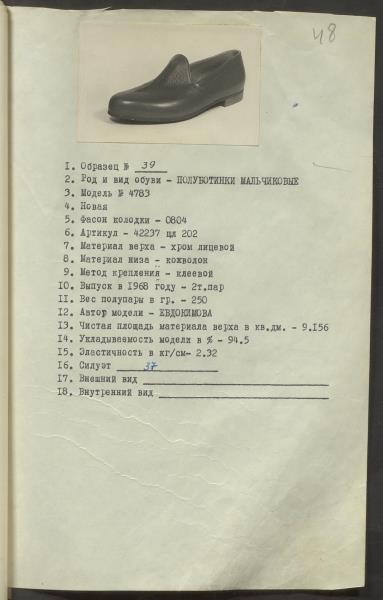 48
1. Образец № 39
2. Род и вид обуви - ПОЛУБОТИНКИ МАЛЬЧИКОВЫЕ
3. Модель № 4783
4. Новая
5. Фасон колодки - 0804
6. Артикул - 42237 цл 202
7. Материал верха - хром лицевой
8. Материал низа - кожволон
9. Метод крепления - клеевой
10. Выпуск в 1968 году - 2т.пар
11. Вес полупары в гр. - 250
12. Автор модели - ЕВДОКИМОВА
13. Чистая площадь материала верха в кв.дм. - 9.156
14. Укладываемость модели в % - 94.5
15. Эластичность в кг/см- 2.32
16. Силуэт 37
17. Внешний вид
18. Внутренний вид